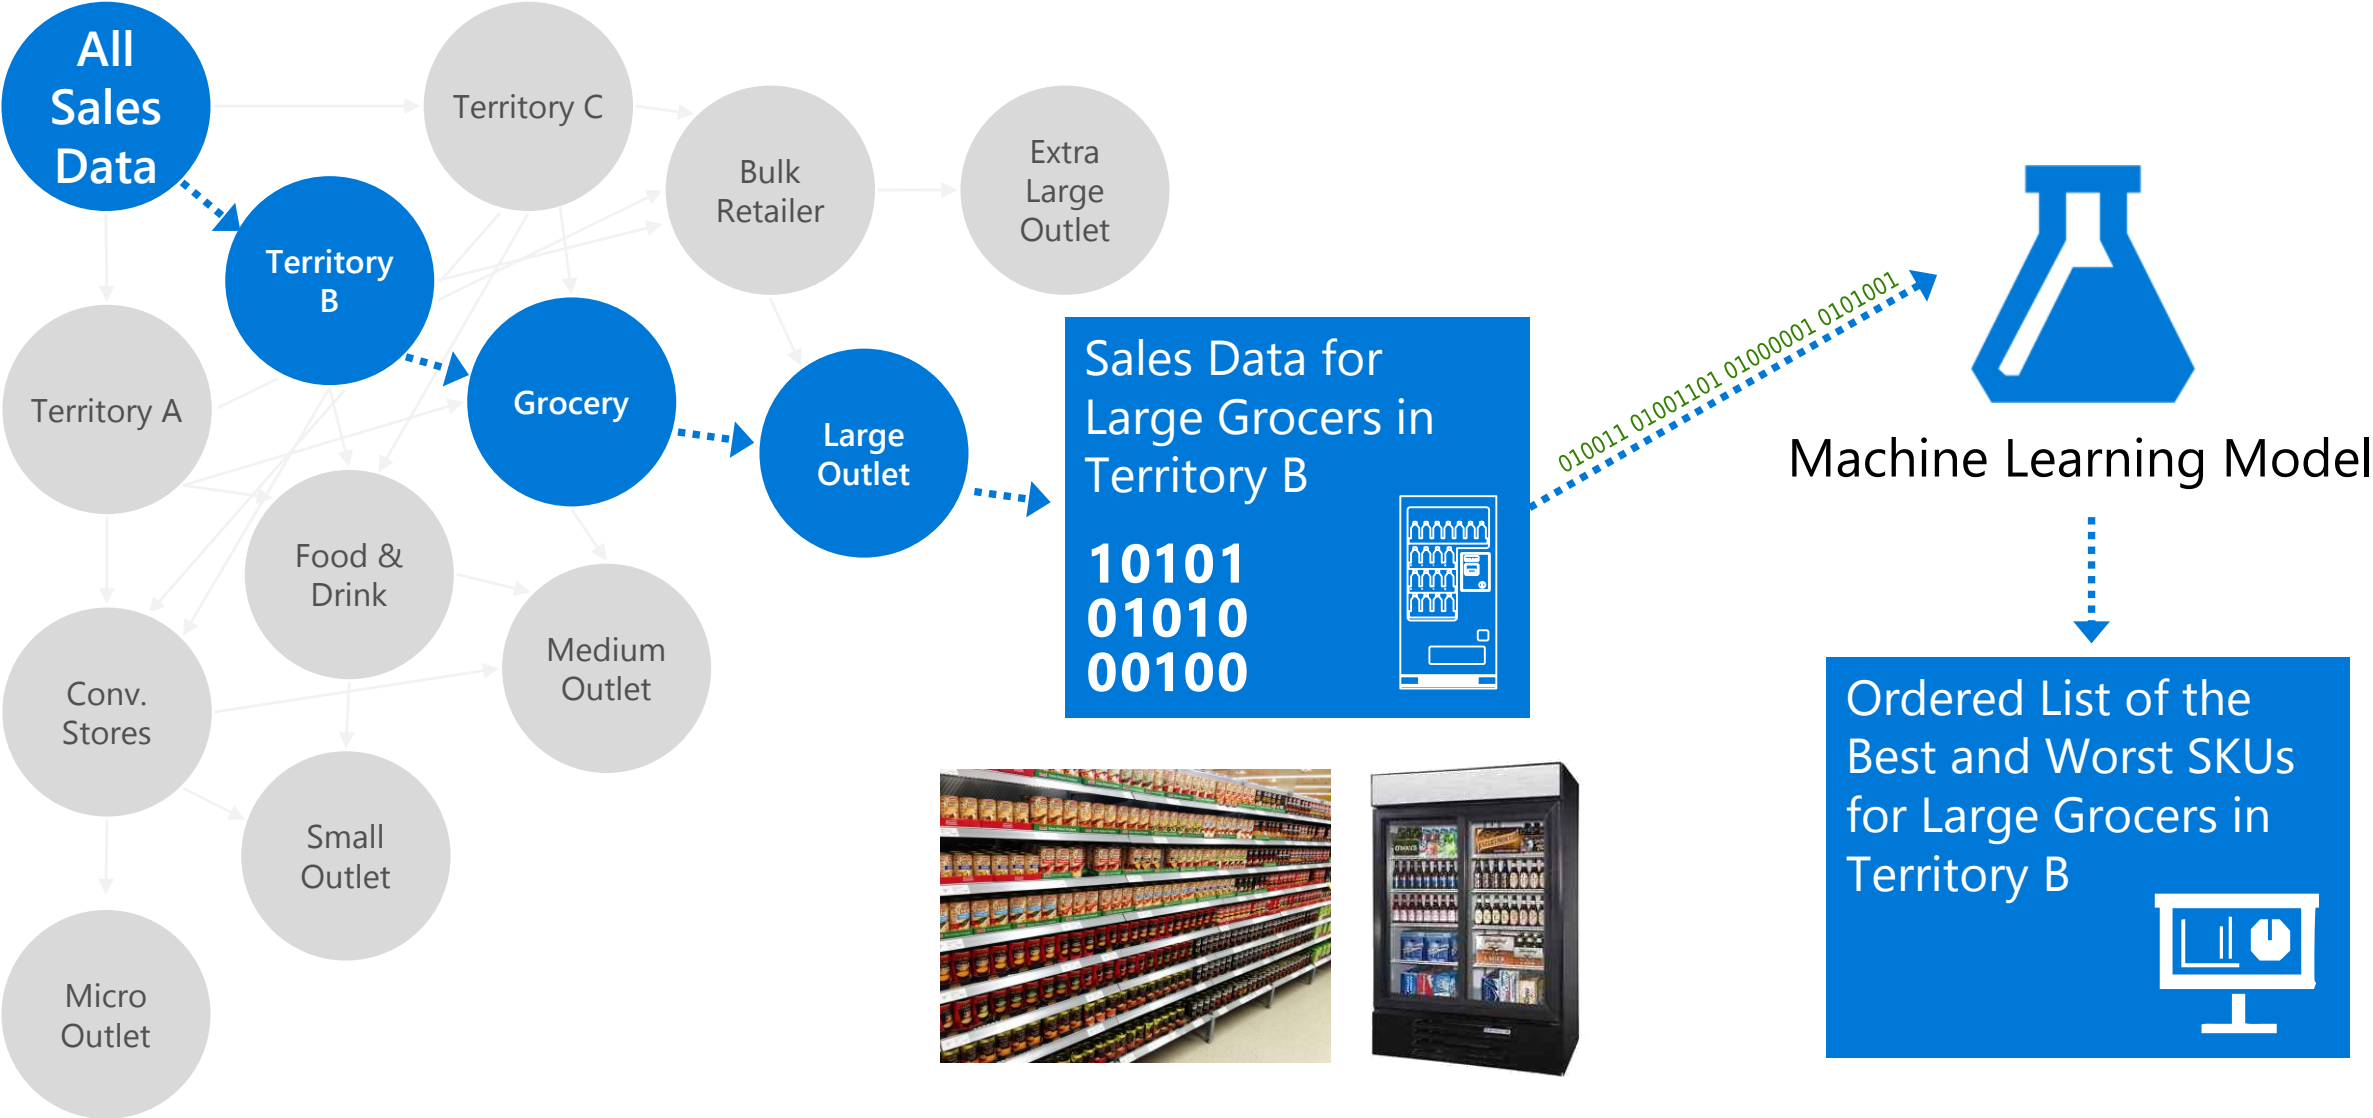 All
Sales
Data
Territory C
Bulk
Retailer
Extra
Large
Outlet
Territory
B
Territory A
Grocery
Large
Outlet
Food &
Drink
Conv.
Stores
Medium
Outlet
Small
Outlet
Micro
Outlet
Sales Data for
Large Grocers in
Territory B
10101
01010
00100
010011 01001101 01000001 0101001
Machine Learning Model
Ordered List of the
Best and Worst SKUs
for Large Grocers in
Territory B